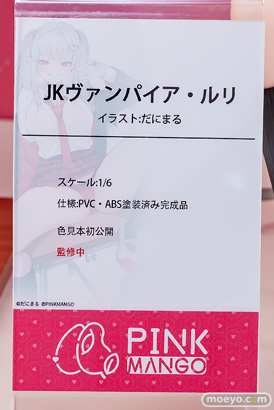 JKヴァンパイア・ルリ
イラスト:だにまる
スケール:1/6
仕様:PVC・ABS塗装済み完成品
色見本初公開
監修中
©だにまる @PINKMANGO
PINK
MANGO
moeyo.com